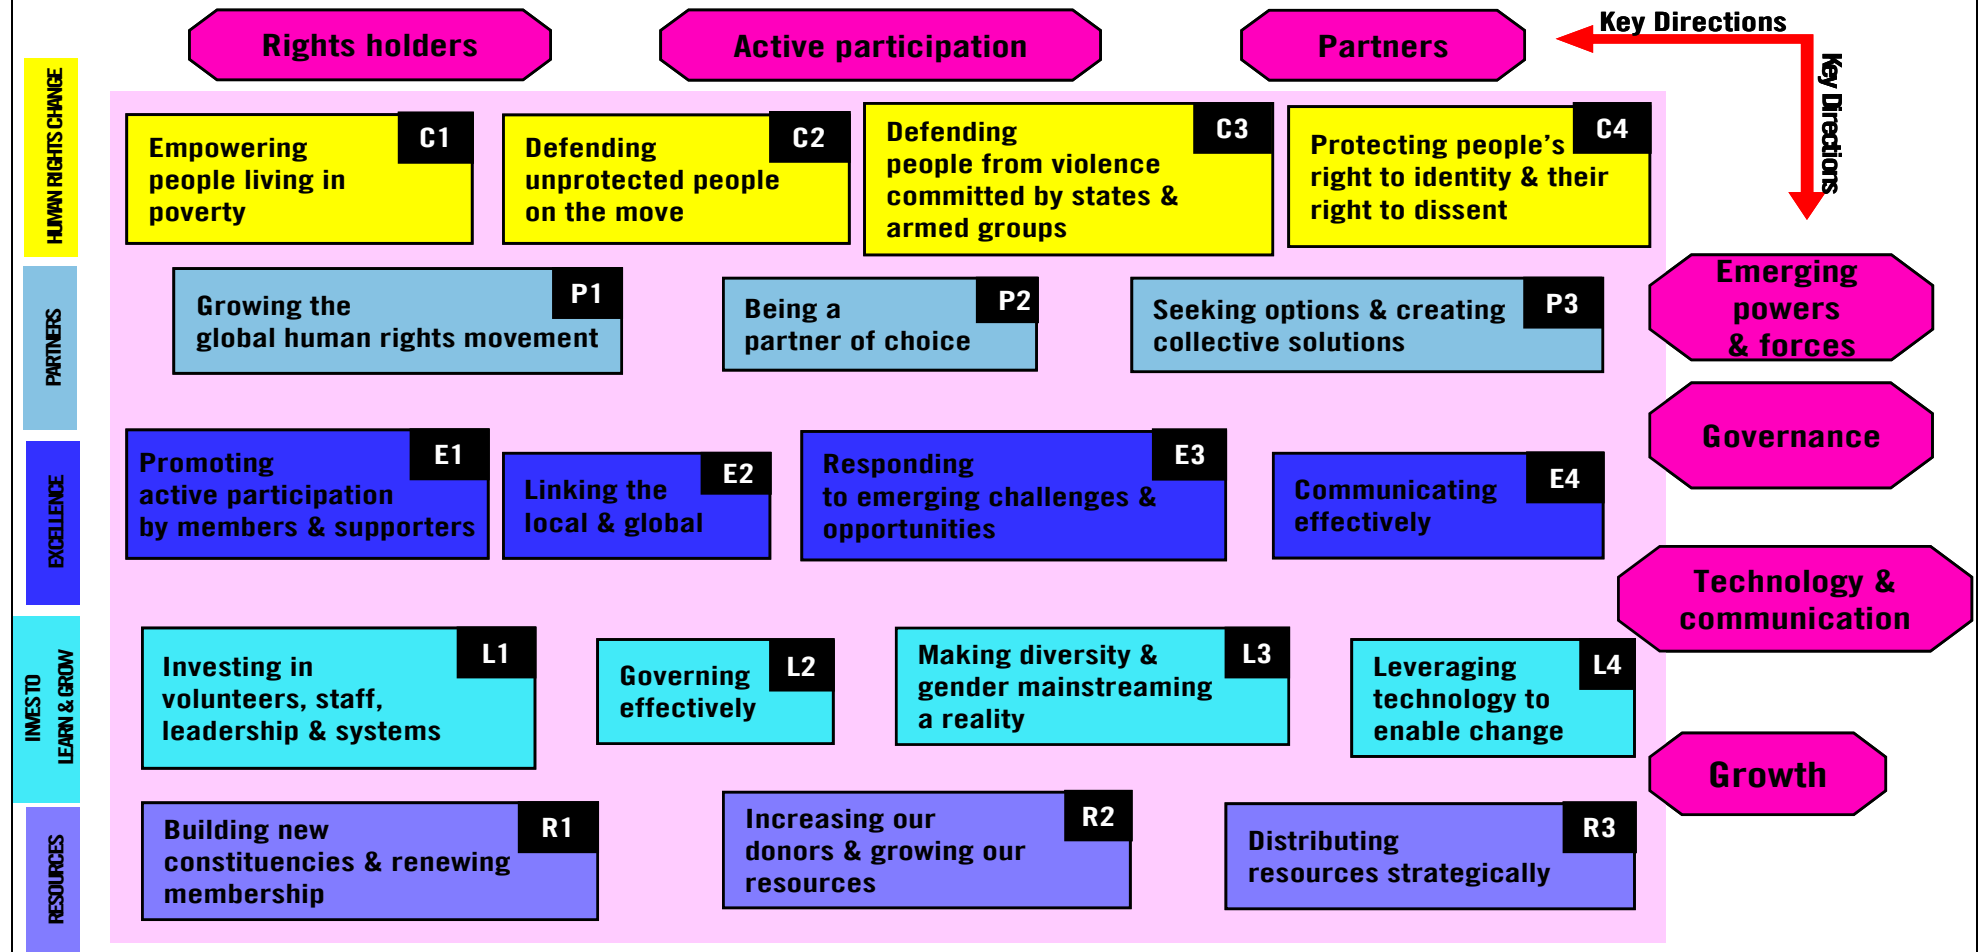 Rights holders
Active participation
Partners
Key Directions
Key Directions
HUMAN RIGHTS CHANGE
C1
Empowering
people living in
poverty
C2
Defending
unprotected people
on the move
C3
Defending
people from violence
committed by states &
armed groups
C4
Protecting people’s
right to identity & their
right to dissent
PARTNERS
P1
Growing the
global human rights movement
P2
Being a
partner of choice
P3
Seeking options & creating
collective solutions
Emerging
powers
& forces
Governance
EXCELLENCE
E1
Promoting
active participation
by members & supporters
E2
Linking the
local & global
E3
Responding
to emerging challenges &
opportunities
E4
Communicating
effectively
Technology &
communication
INVES TO
LEARN & GROW
L1
Investing in
volunteers, staff,
leadership & systems
L2
Governing
effectively
L3
Making diversity &
gender mainstreaming
a reality
L4
Leveraging
technology to
enable change
Growth
RESOURCES
R1
Building new
constituencies & renewing
membership
R2
Increasing our
donors & growing our
resources
R3
Distributing
resources strategically